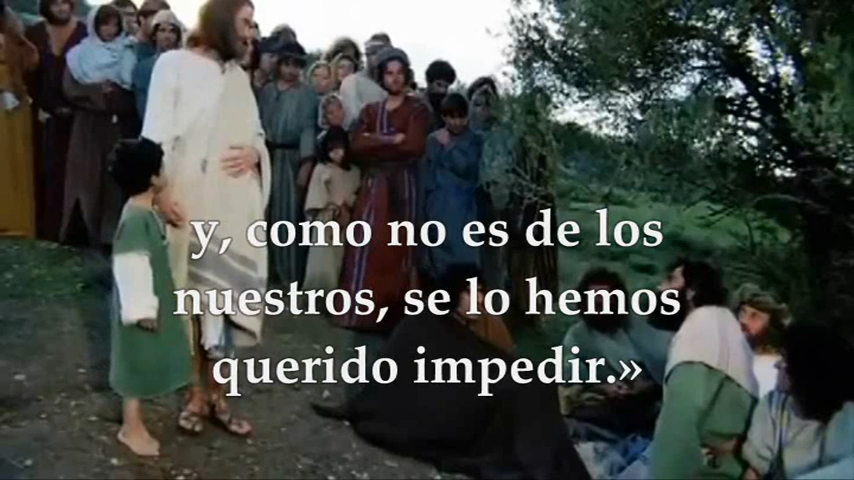 y, como no es de los
nuestros, se lo hemos
querido impedir.»